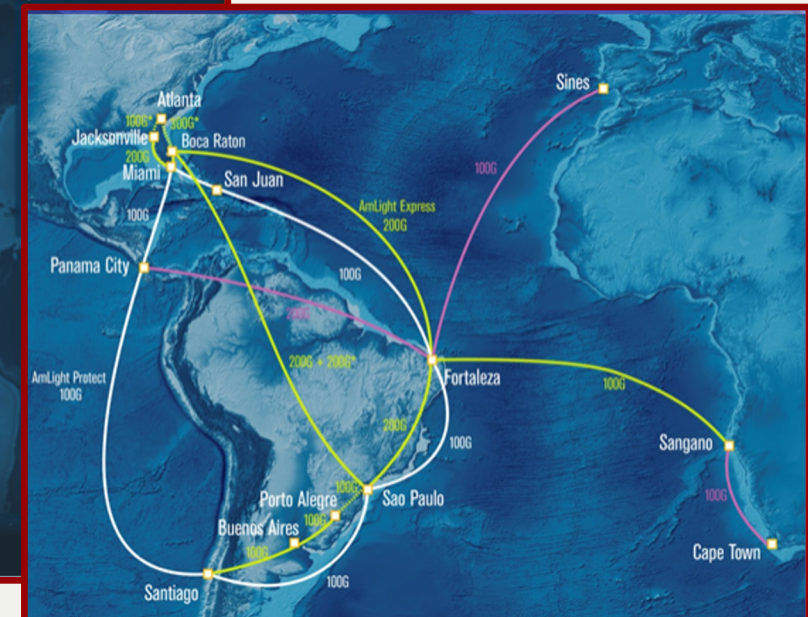 Sines
Atlanta
100G*
300G*
Jacksonville
Boca Raton
200G
Miami
San Juan
100G
100G
AmLight Express
200G
Panama City
100G
200G + 200G*
Fortaleza
100G
AmLight Protect
100G
200G
100G
Sangano
100G
Sao Paulo
Porto Alegre
100G
100G
Buenos Aires
100G
Cape Town
Santiago
100G